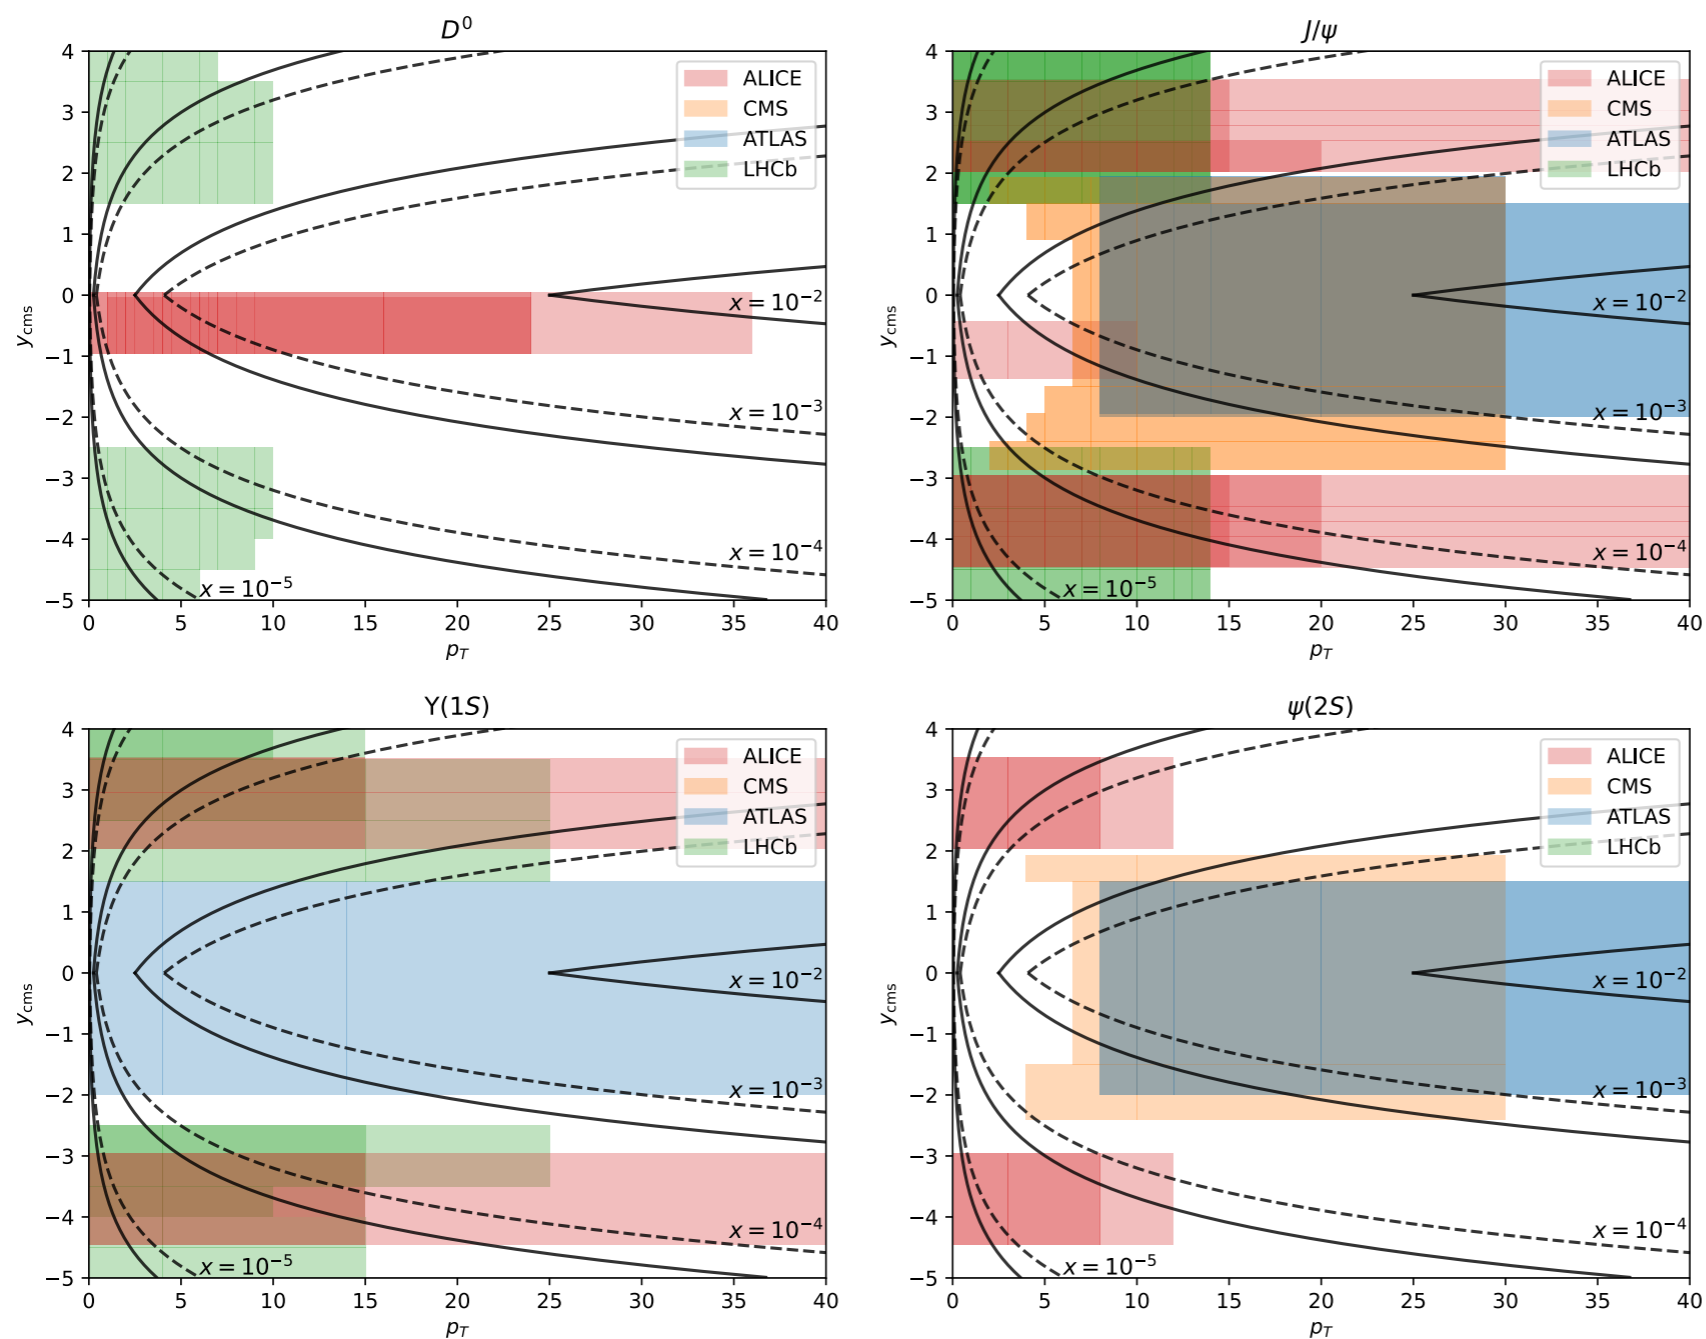 D⁰
4
3
2
1
0
−1
−2
−3
−4
−5
y_cms
ALICE
CMS
ATLAS
LHCb
x = 10⁻²
x = 10⁻³
x = 10⁻⁴
x = 10⁻⁵
0 5 10 15 20 25 30 35 40
p_T
J/ψ
4
3
2
1
0
−1
−2
−3
−4
−5
y_cms
ALICE
CMS
ATLAS
LHCb
x = 10⁻²
x = 10⁻³
x = 10⁻⁴
x = 10⁻⁵
0 5 10 15 20 25 30 35 40
p_T
Υ(1S)
4
3
2
1
0
−1
−2
−3
−4
−5
y_cms
ALICE
CMS
ATLAS
LHCb
x = 10⁻²
x = 10⁻³
x = 10⁻⁴
x = 10⁻⁵
0 5 10 15 20 25 30 35 40
p_T
ψ(2S)
4
3
2
1
0
−1
−2
−3
−4
−5
y_cms
ALICE
CMS
ATLAS
LHCb
x = 10⁻²
x = 10⁻³
x = 10⁻⁴
x = 10⁻⁵
0 5 10 15 20 25 30 35 40
p_T